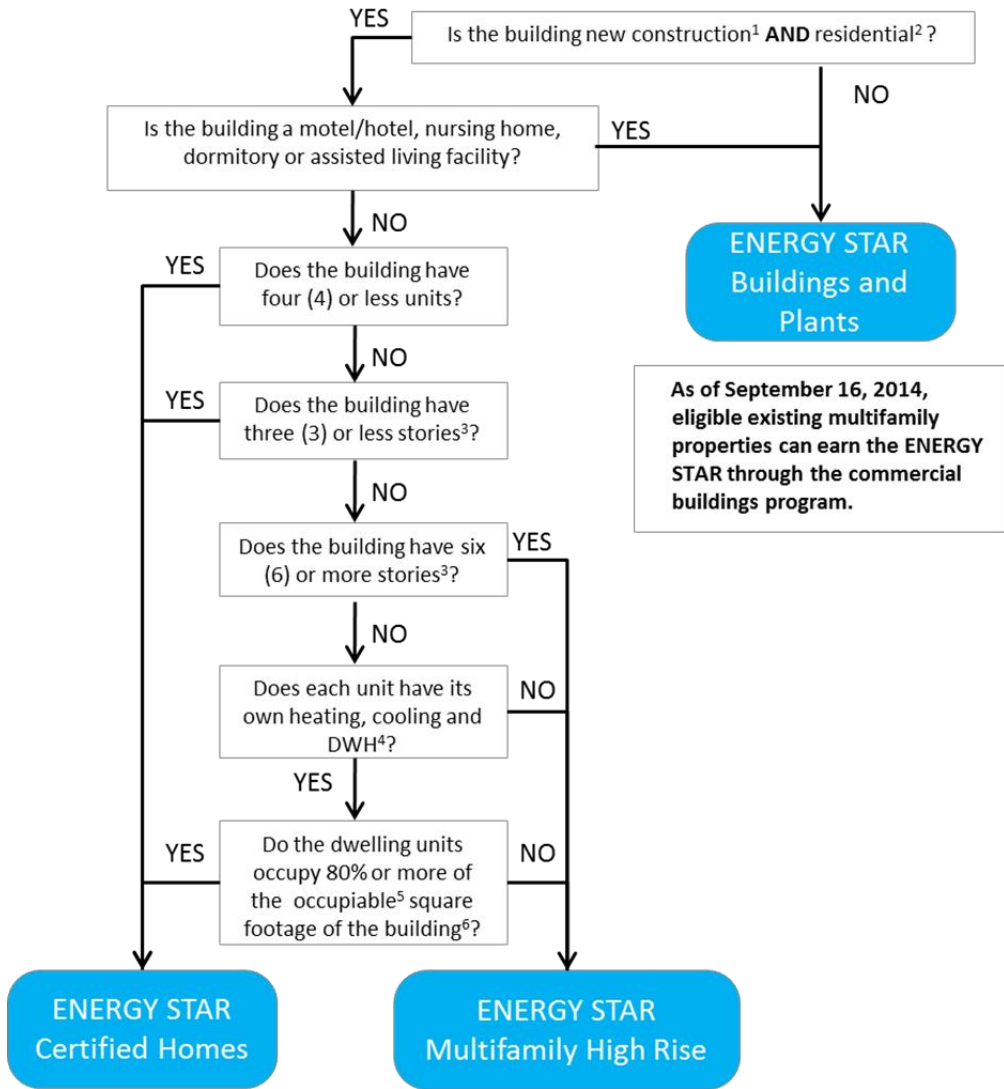 YES
Is the building new construction¹ AND residential² ?
NO
Is the building a motel/hotel, nursing home,
dormitory or assisted living facility?
YES
NO
ENERGY STAR
Buildings and
Plants
YES
Does the building have
four (4) or less units?
NO
As of September 16, 2014,
eligible existing multifamily
properties can earn the ENERGY
STAR through the commercial
buildings program.
YES
Does the building have
three (3) or less stories³?
NO
Does the building have six
(6) or more stories³?
YES
NO
Does each unit have its
own heating, cooling and
DWH⁴?
NO
YES
YES
Do the dwelling units
occupy 80% or more of
the occupiable⁵ square
footage of the building⁶?
NO
ENERGY STAR
Certified Homes
ENERGY STAR
Multifamily High Rise